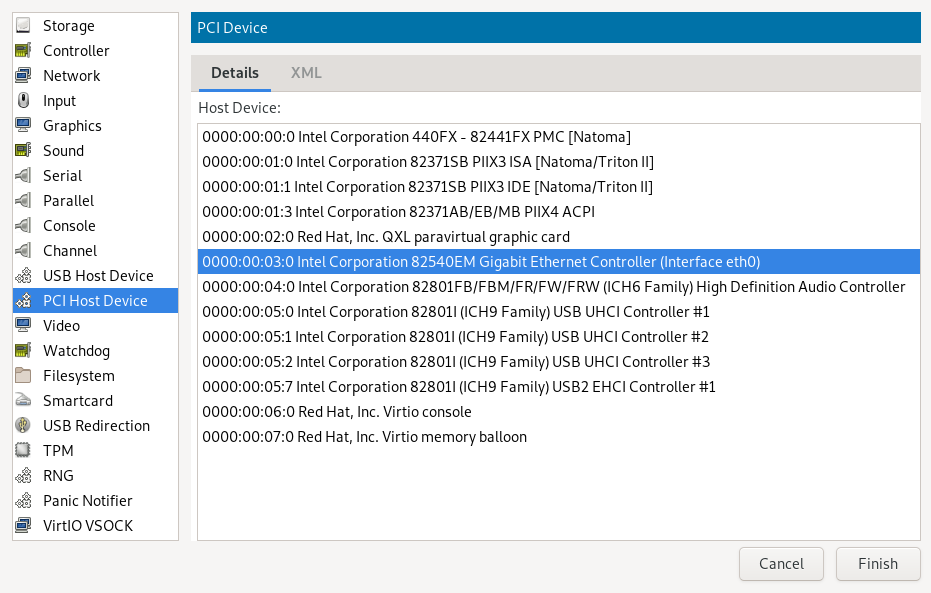 Storage
Controller
Network
Input
Graphics
Sound
Serial
Parallel
Console
Channel
USB Host Device
PCI Host Device
Video
Watchdog
Filesystem
Smartcard
USB Redirection
TPM
RNG
Panic Notifier
VirtIO VSOCK
PCI Device
Details XML
Host Device:
0000:00:00:0 Intel Corporation 440FX - 82441FX PMC [Natoma]
0000:00:01:0 Intel Corporation 82371SB PIIX3 ISA [Natoma/Triton II]
0000:00:01:1 Intel Corporation 82371SB PIIX3 IDE [Natoma/Triton II]
0000:00:01:3 Intel Corporation 82371AB/EB/MB PIIX4 ACPI
0000:00:02:0 Red Hat, Inc. QXL paravirtual graphic card
0000:00:03:0 Intel Corporation 82540EM Gigabit Ethernet Controller (Interface eth0)
0000:00:04:0 Intel Corporation 82801FB/FBM/FR/FW/FRW (ICH6 Family) High Definition Audio Controller
0000:00:05:0 Intel Corporation 82801I (ICH9 Family) USB UHCI Controller #1
0000:00:05:1 Intel Corporation 82801I (ICH9 Family) USB UHCI Controller #2
0000:00:05:2 Intel Corporation 82801I (ICH9 Family) USB UHCI Controller #3
0000:00:05:7 Intel Corporation 82801I (ICH9 Family) USB2 EHCI Controller #1
0000:00:06:0 Red Hat, Inc. Virtio console
0000:00:07:0 Red Hat, Inc. Virtio memory balloon
Cancel Finish